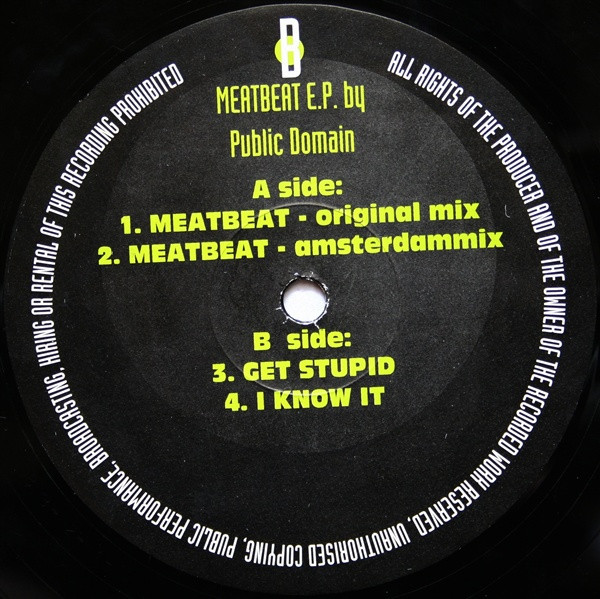 B
MEATBEAT E.P. by
Public Domain
A side:
1. MEATBEAT - original mix
2. MEATBEAT - amsterdammix
B side:
3. GET STUPID
4. I KNOW IT
ALL RIGHTS OF THE PRODUCER AND OF THE OWNER OF THE RECORDED WORK RESERVED. UNAUTHORISED COPYING, PUBLIC PERFORMANCE, BROADCASTING, HIRING OR RENTAL OF THIS RECORDING PROHIBITED